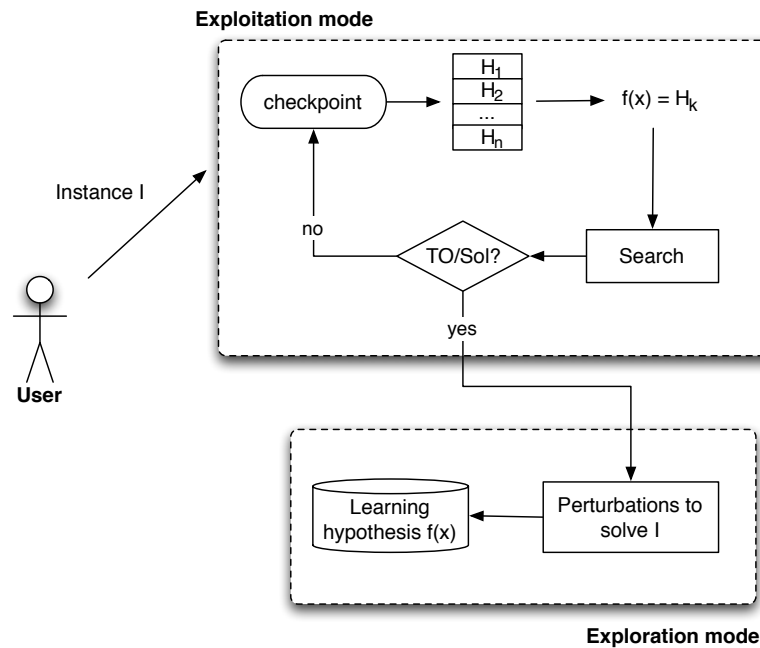 Exploitation mode
checkpoint
H1
H2
...
Hn
f(x) = Hk
Instance I
no
TO/Sol?
Search
yes
User
Learning
hypothesis f(x)
Perturbations to
solve I
Exploration mode